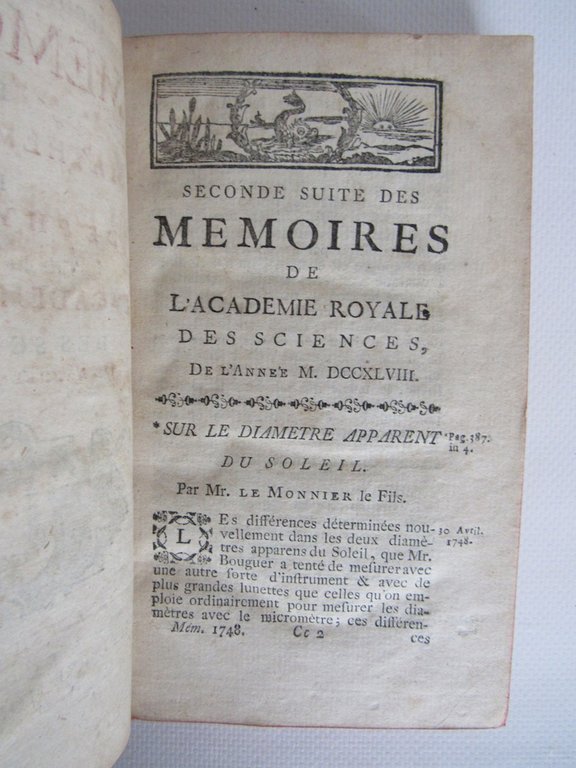 SECONDE SUITE DES
MEMOIRES
DE
L'ACADEMIE ROYALE
DES SCIENCES,
DE L'ANNÉE M. DCCXLVIII.
*SUR LE DIAMETRE APPARENT
DU SOLEIL.
*Pag. 387.
in 4.
Par Mr. LE MONNIER le Fils.
LEs différences déterminées nou-
vellement dans les deux diamè-
tres apparens du Soleil, que Mr.
Bouguer a tenté de mesurer avec
une autre sorte d'instrument & avec de
plus grandes lunettes que celles qu'on em-
ploie ordinairement pour mesurer les dia-
mètres avec le micromètre; ces différen-
30 Avril.
1748.
Mém. 1748. Cc 2 ces